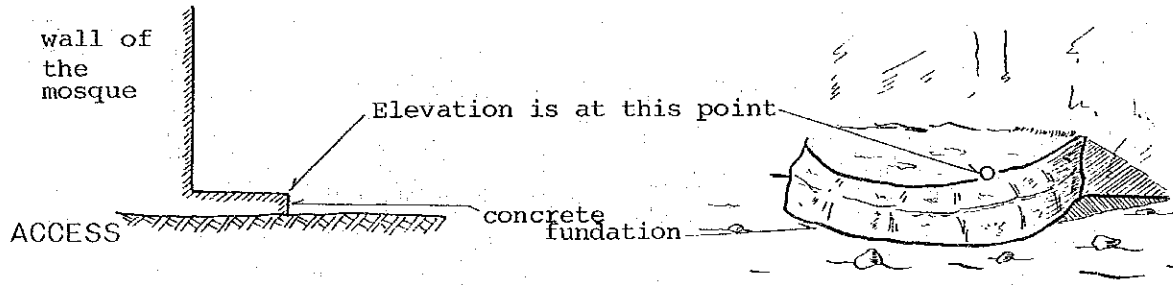 wall of
the
mosque
Elevation is at this point
concrete
fundation
ACCESS